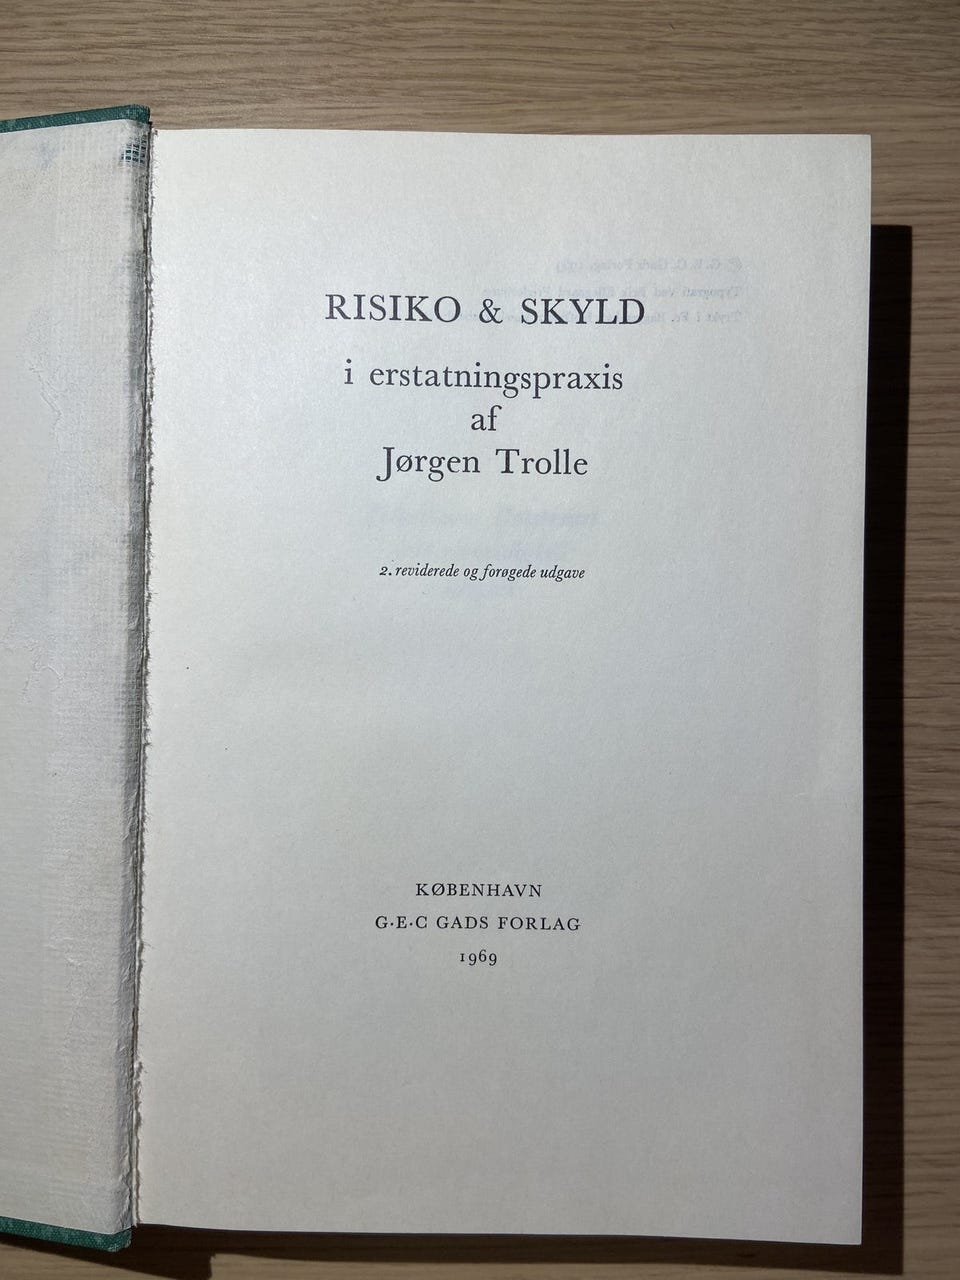 RISIKO & SKYLD
i erstatningspraxis
af
Jørgen Trolle
2. reviderede og forøgede udgave
KØBENHAVN
G·E·C GADS FORLAG
1969